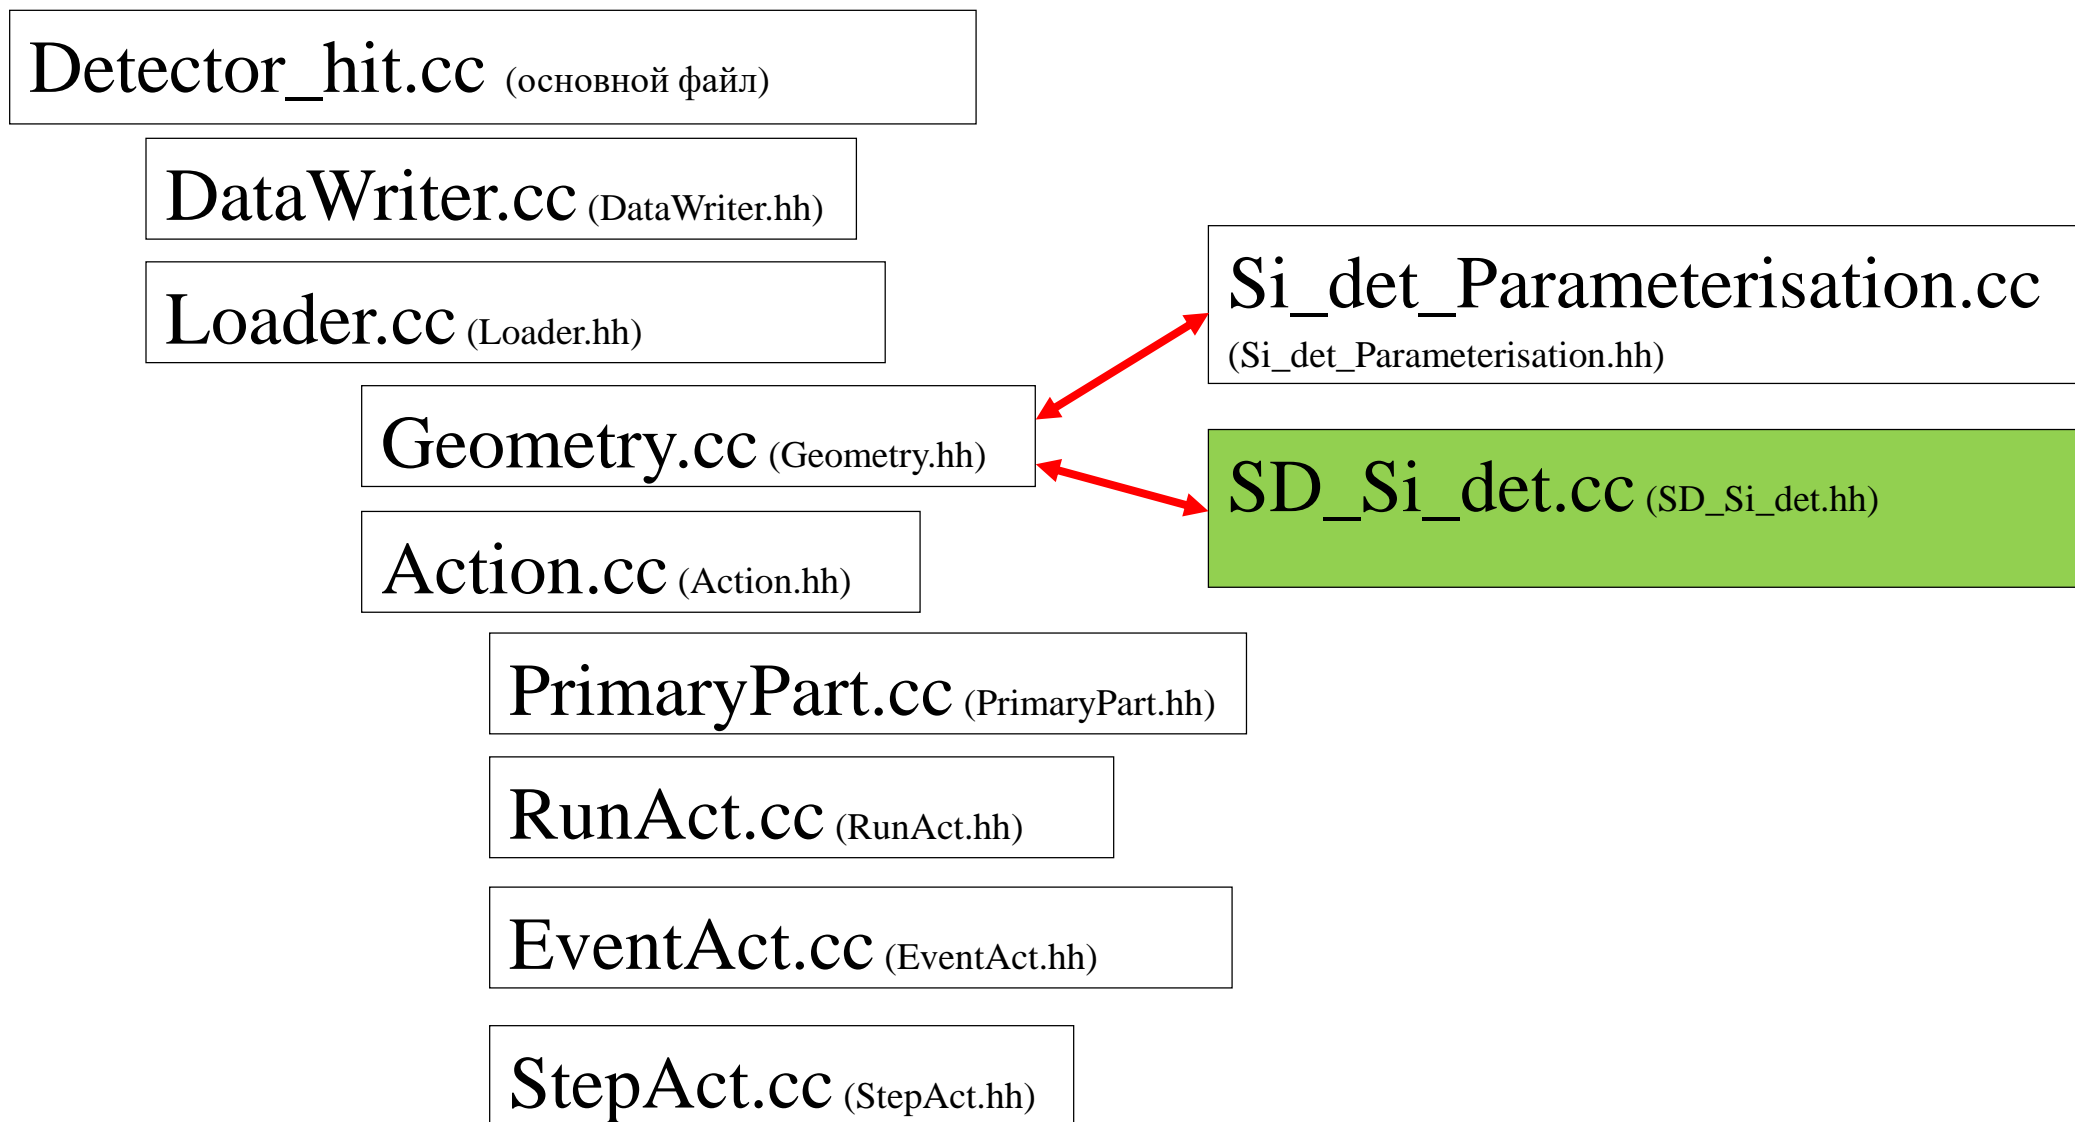 Detector_hit.cc (основной файл)
DataWriter.cc (DataWriter.hh)
Loader.cc (Loader.hh)
Si_det_Parameterisation.cc
(Si_det_Parameterisation.hh)
Geometry.cc (Geometry.hh)
SD_Si_det.cc (SD_Si_det.hh)
Action.cc (Action.hh)
PrimaryPart.cc (PrimaryPart.hh)
RunAct.cc (RunAct.hh)
EventAct.cc (EventAct.hh)
StepAct.cc (StepAct.hh)